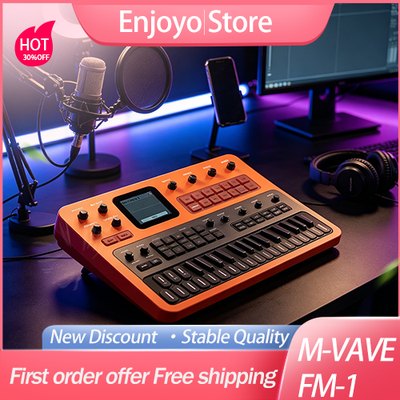 Enjoyo Store
HOT
30%OFF
New Discount • Stable Quality
M-VAVE
FM-1
First order offer Free shipping